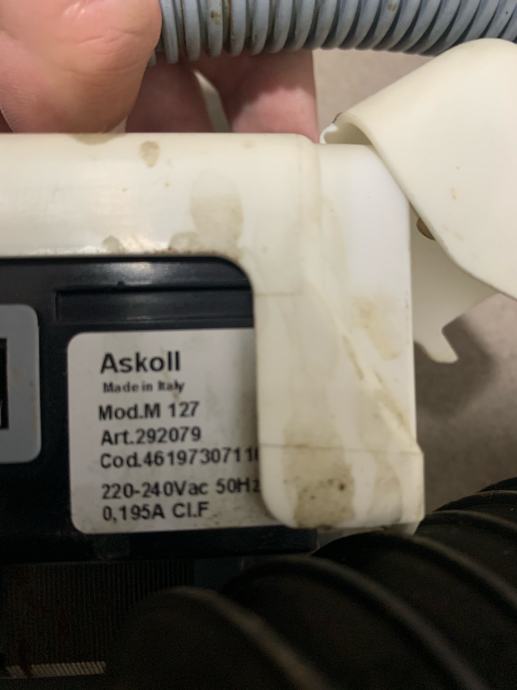 Askoll
Made in Italy
Mod.M 127
Art.292079
Cod.4619730711
220-240Vac 50Hz
0,195A Cl.F